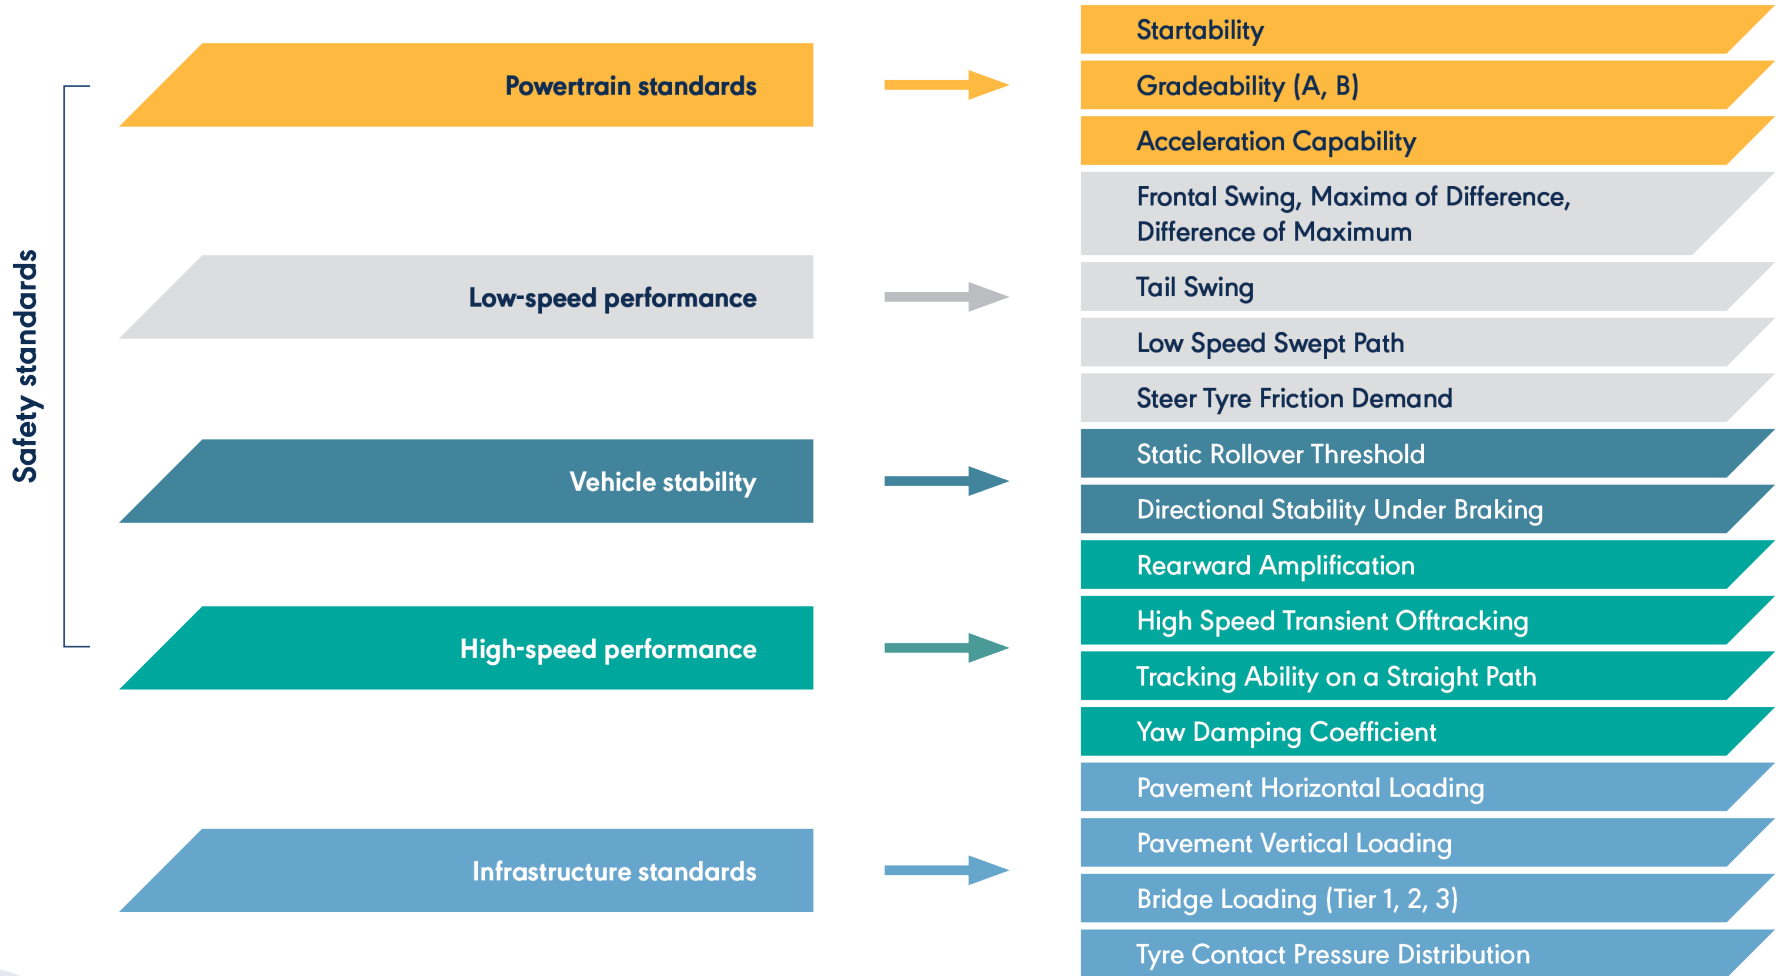 Safety standards
Powertrain standards
Startability
Gradeability (A, B)
Acceleration Capability
Low-speed performance
Frontal Swing, Maxima of Difference,
Difference of Maximum
Tail Swing
Low Speed Swept Path
Steer Tyre Friction Demand
Vehicle stability
Static Rollover Threshold
Directional Stability Under Braking
High-speed performance
Rearward Amplification
High Speed Transient Offtracking
Tracking Ability on a Straight Path
Yaw Damping Coefficient
Infrastructure standards
Pavement Horizontal Loading
Pavement Vertical Loading
Bridge Loading (Tier 1, 2, 3)
Tyre Contact Pressure Distribution